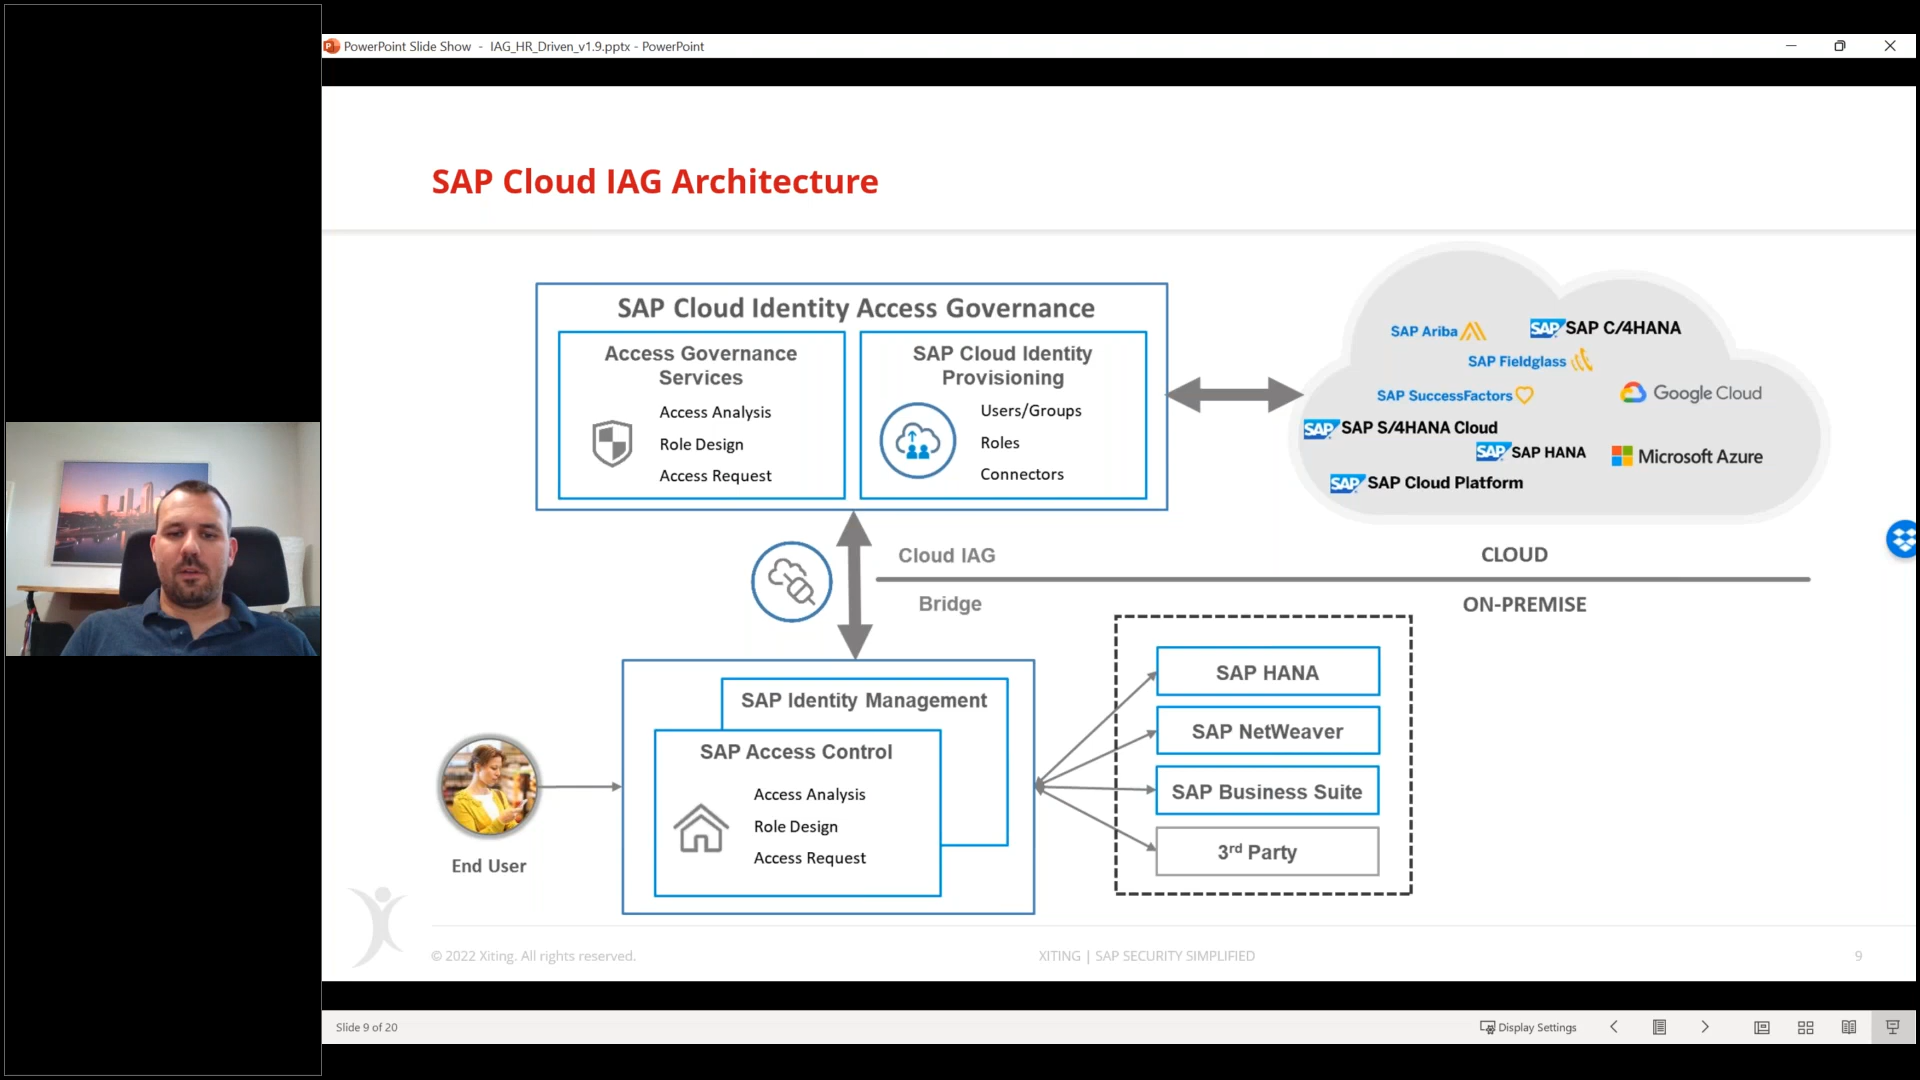 PowerPoint Slide Show - IAG_HR_Driven_v1.9.pptx - PowerPoint
SAP Cloud IAG Architecture
SAP Cloud Identity Access Governance
Access Governance
Services
Access Analysis
Role Design
Access Request
SAP Cloud Identity
Provisioning
Users/Groups
Roles
Connectors
SAP Ariba
SAP SAP C/4HANA
SAP Fieldglass
SAP SuccessFactors
Google Cloud
SAP SAP S/4HANA Cloud
SAP SAP HANA
Microsoft Azure
SAP SAP Cloud Platform
Cloud IAG
CLOUD
Bridge
ON-PREMISE
SAP Identity Management
SAP Access Control
Access Analysis
Role Design
Access Request
End User
SAP HANA
SAP NetWeaver
SAP Business Suite
3rd Party
© 2022 Xiting. All rights reserved.
XITING | SAP SECURITY SIMPLIFIED
9
Slide 9 of 20
Display Settings